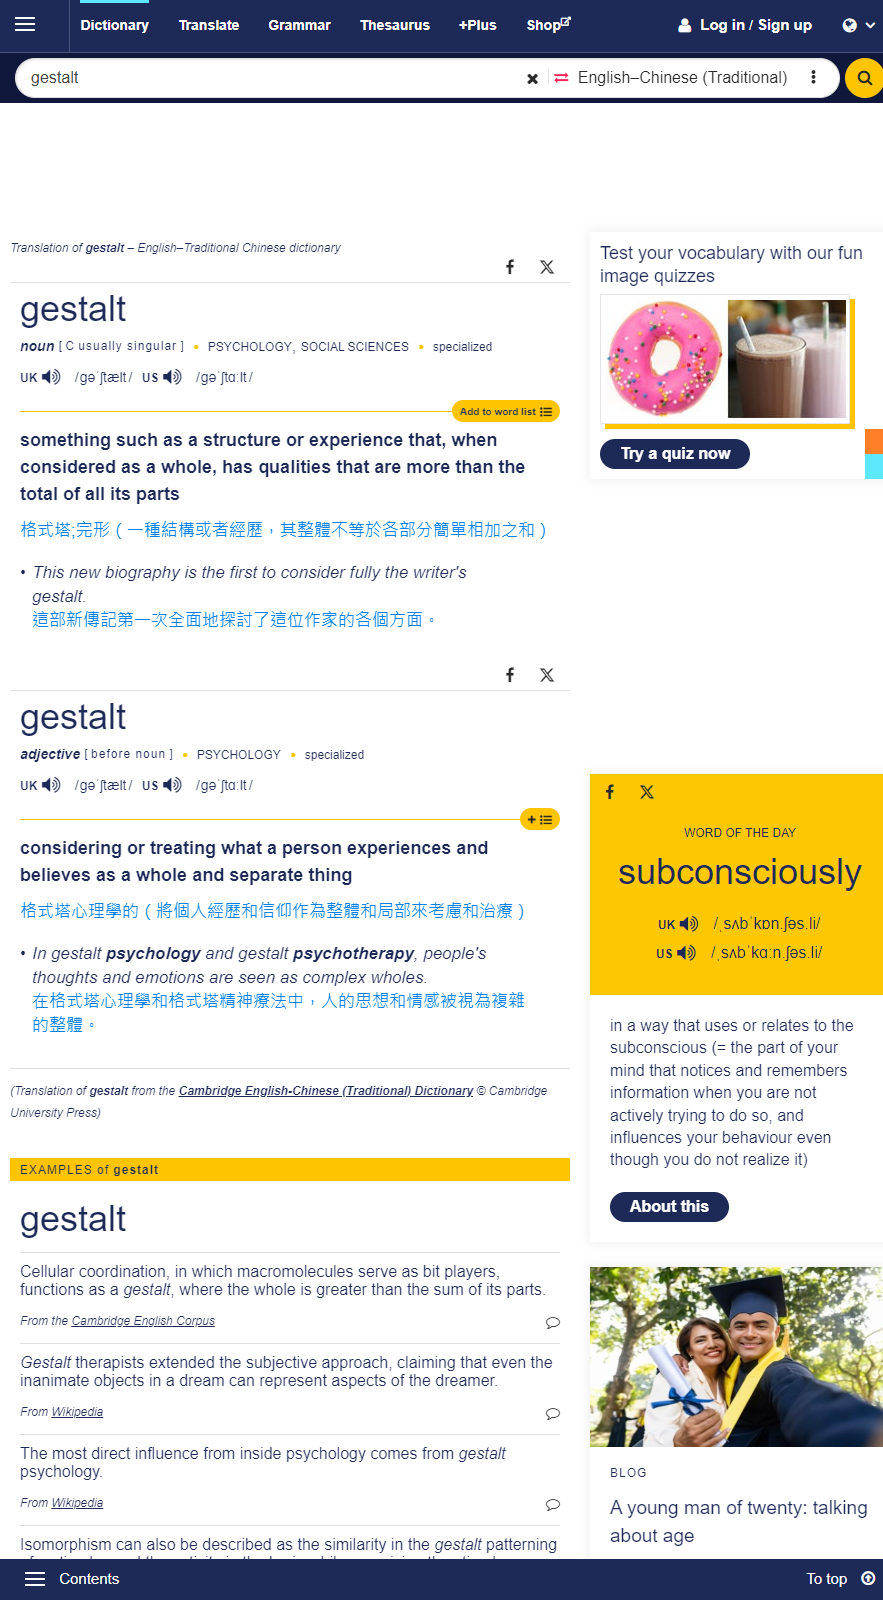 Dictionary Translate Grammar Thesaurus +Plus Shop Log in / Sign up
gestalt English–Chinese (Traditional)
Translation of gestalt – English–Traditional Chinese dictionary
gestalt
noun [ C usually singular ] • PSYCHOLOGY, SOCIAL SCIENCES • specialized
UK /ɡəˈʃtælt/ US /ɡəˈʃtɑːlt/
Add to word list
something such as a structure or experience that, when
considered as a whole, has qualities that are more than the
total of all its parts
格式塔;完形（一種結構或者經歷，其整體不等於各部分簡單相加之和）
• This new biography is the first to consider fully the writer's
gestalt.
這部新傳記第一次全面地探討了這位作家的各個方面。
gestalt
adjective [ before noun ] • PSYCHOLOGY • specialized
UK /ɡəˈʃtælt/ US /ɡəˈʃtɑːlt/
+
considering or treating what a person experiences and
believes as a whole and separate thing
格式塔心理學的（將個人經歷和信仰作為整體和局部來考慮和治療）
• In gestalt psychology and gestalt psychotherapy, people's
thoughts and emotions are seen as complex wholes.
在格式塔心理學和格式塔精神療法中，人的思想和情感被視為複雜
的整體。
(Translation of gestalt from the Cambridge English-Chinese (Traditional) Dictionary © Cambridge
University Press)
EXAMPLES of gestalt
gestalt
Cellular coordination, in which macromolecules serve as bit players,
functions as a gestalt, where the whole is greater than the sum of its parts.
From the Cambridge English Corpus
Gestalt therapists extended the subjective approach, claiming that even the
inanimate objects in a dream can represent aspects of the dreamer.
From Wikipedia
The most direct influence from inside psychology comes from gestalt
psychology.
From Wikipedia
Isomorphism can also be described as the similarity in the gestalt patterning
Test your vocabulary with our fun
image quizzes
Try a quiz now
WORD OF THE DAY
subconsciously
UK /ˌsʌbˈkɒn.ʃəs.li/
US /ˌsʌbˈkɑːn.ʃəs.li/
in a way that uses or relates to the
subconscious (= the part of your
mind that notices and remembers
information when you are not
actively trying to do so, and
influences your behaviour even
though you do not realize it)
About this
BLOG
A young man of twenty: talking
about age
Contents To top